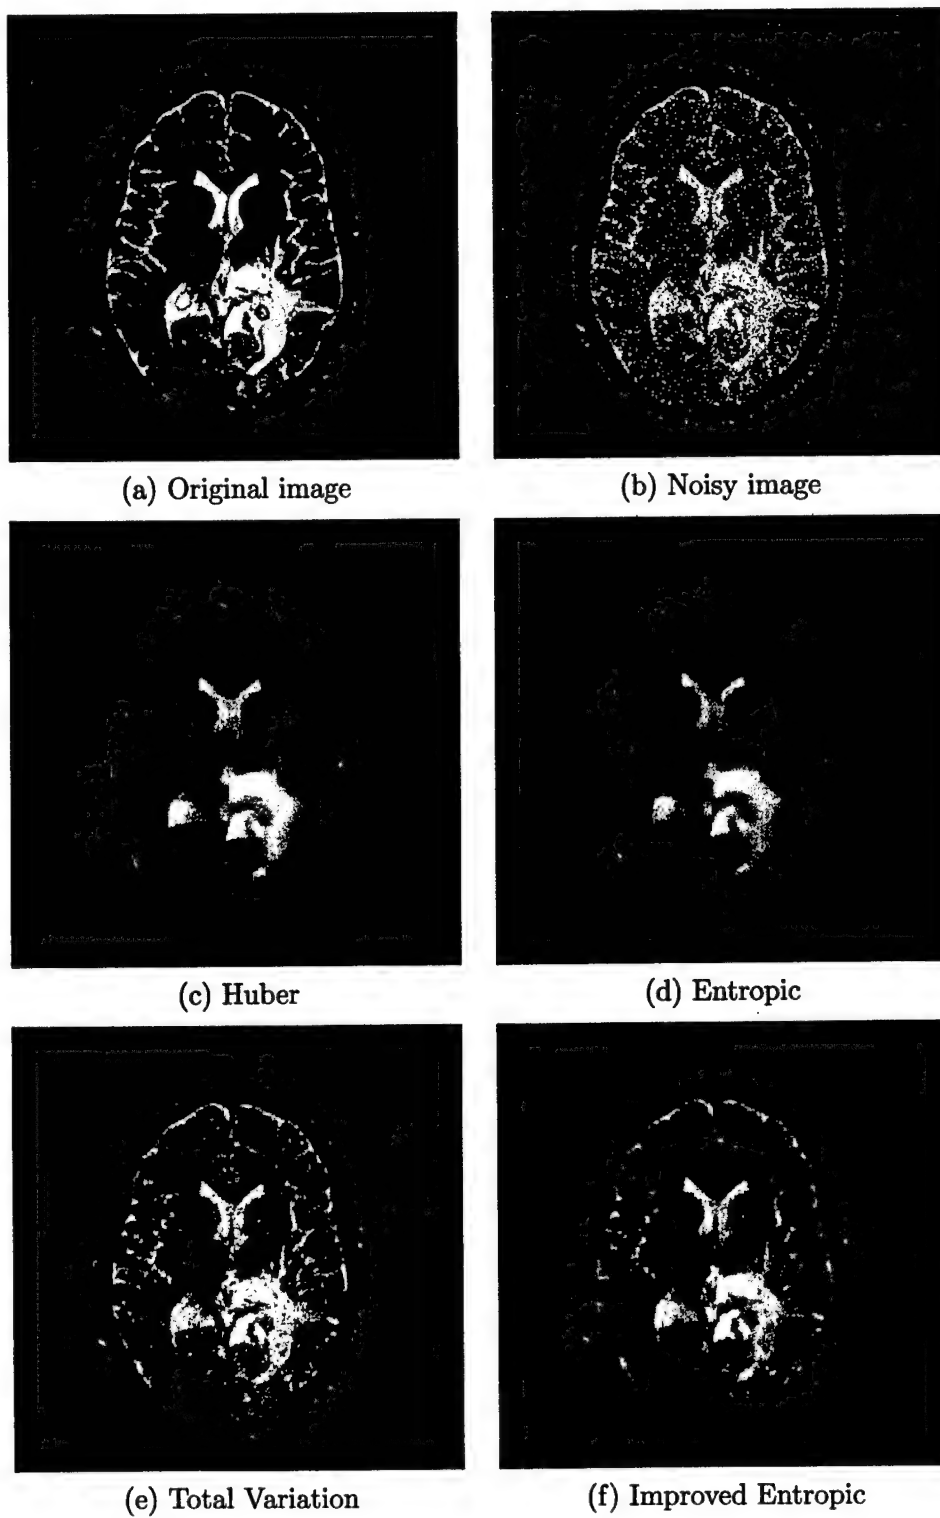 (a) Original image
(b) Noisy image
(c) Huber
(d) Entropic
(e) Total Variation
(f) Improved Entropic